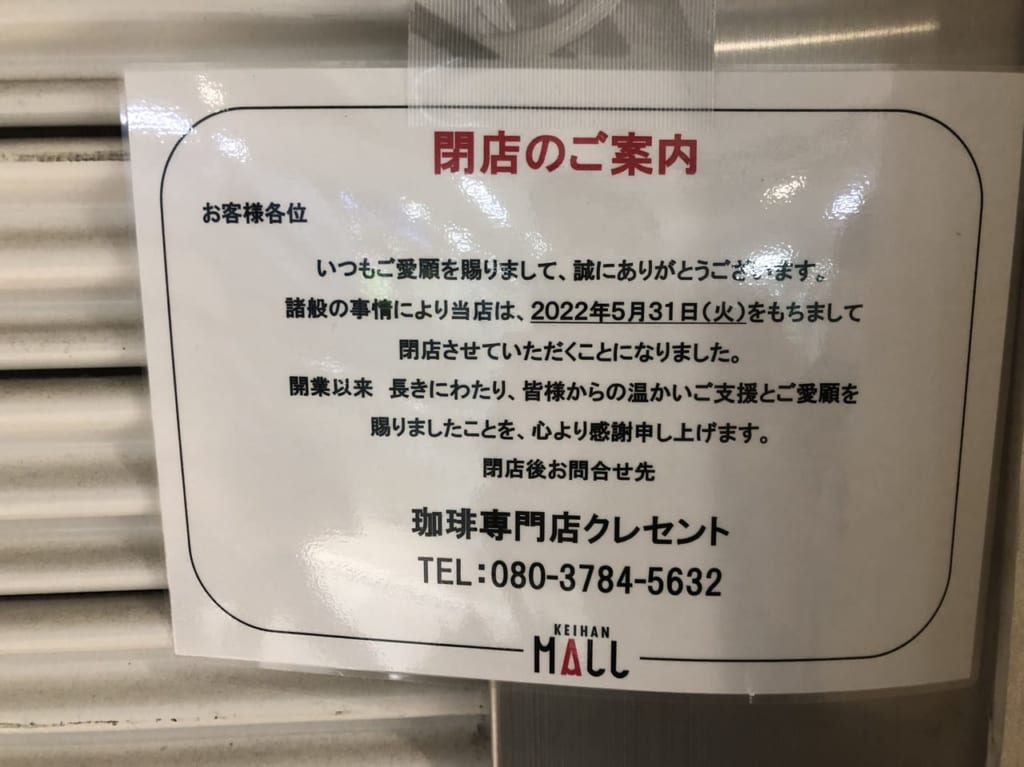 閉店のご案内
お客様各位
いつもご愛願を賜りまして、誠にありがとうございます。
諸般の事情により当店は、2022年5月31日（火）をもちまして
閉店させていただくことになりました。
開業以来　長きにわたり、皆様からの温かいご支援とご愛願を
賜りましたことを、心より感謝申し上げます。
閉店後お問合せ先
珈琲専門店クレセント
TEL：080-3784-5632
KEIHAN
MALL